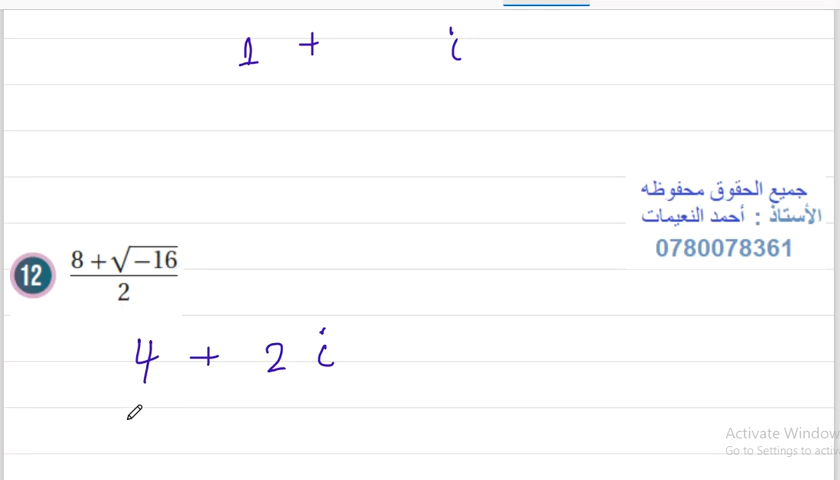 1 + i
جميع الحقوق محفوظه
الأستاذ : أحمد النعيمات
0780078361
12 (8 + √−16) / 2
4 + 2 i
Activate Window
Go to Settings to activ